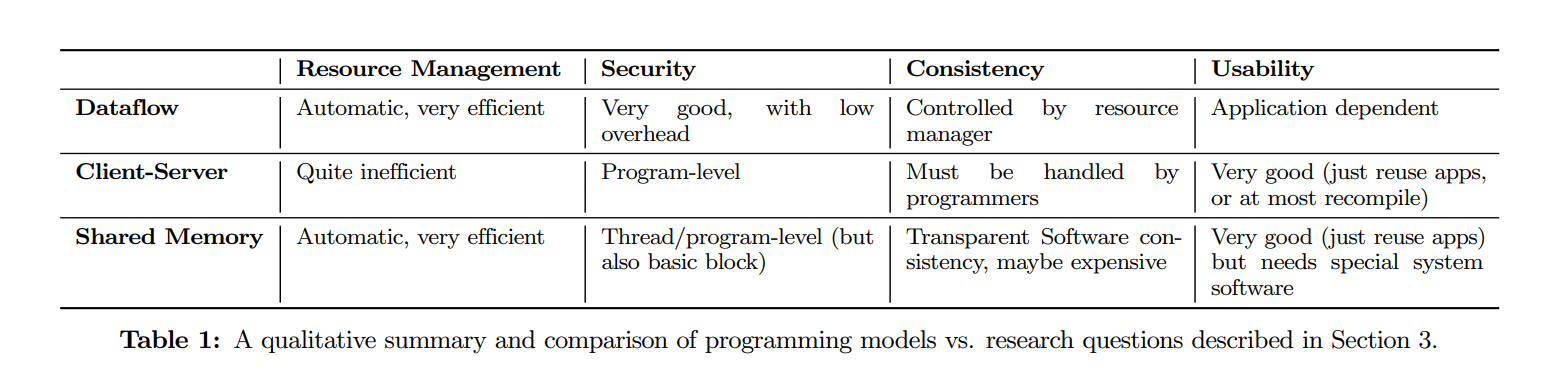 Resource Management Security Consistency Usability
Dataflow Automatic, very efficient Very good, with low Controlled by resource Application dependent
overhead manager
Client-Server Quite inefficient Program-level Must be handled by Very good (just reuse apps,
programmers or at most recompile)
Shared Memory Automatic, very efficient Thread/program-level (but Transparent Software con- Very good (just reuse apps)
also basic block) sistency, maybe expensive but needs special system
software
Table 1: A qualitative summary and comparison of programming models vs. research questions described in Section 3.